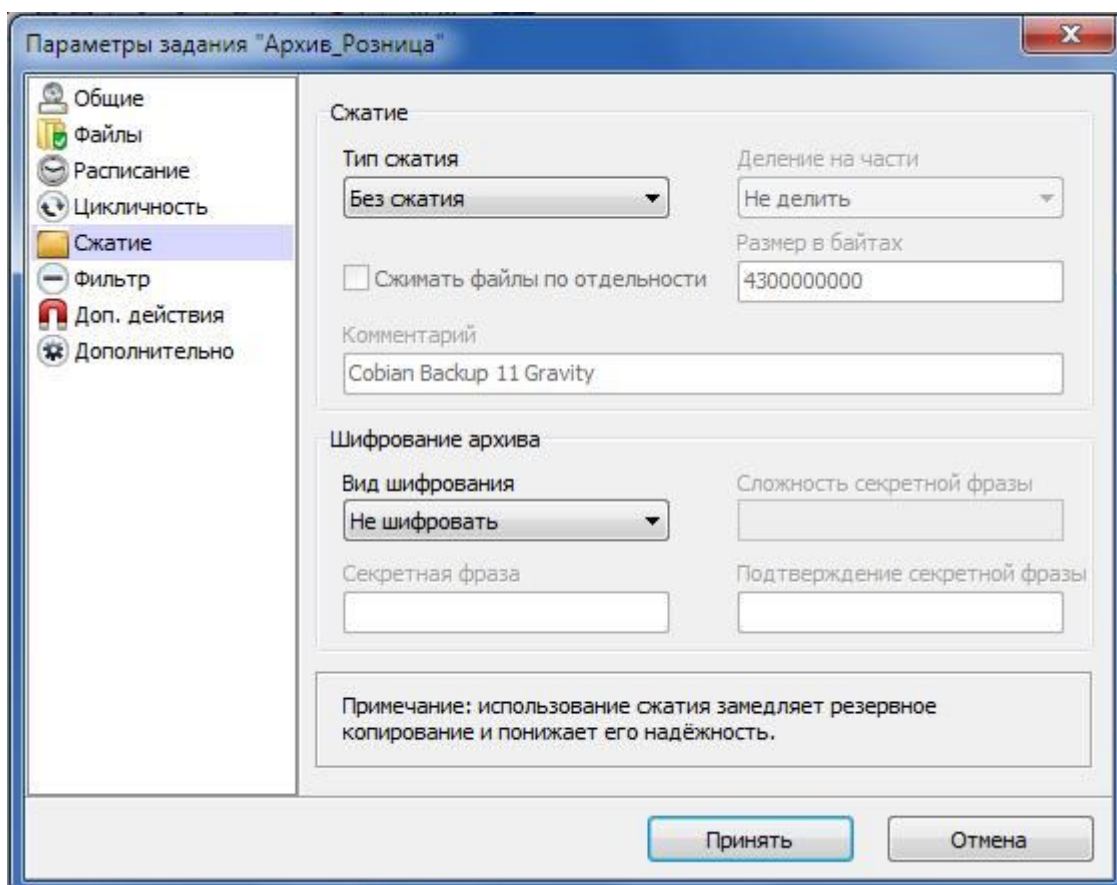 Параметры задания "Архив_Розница"
Общие
Файлы
Расписание
Цикличность
Сжатие
Фильтр
Доп. действия
Дополнительно
Сжатие
Тип сжатия
Деление на части
Без сжатия
Не делить
Размер в байтах
Сжимать файлы по отдельности
4300000000
Комментарий
Cobian Backup 11 Gravity
Шифрование архива
Вид шифрования
Сложность секретной фразы
Не шифровать
Секретная фраза
Подтверждение секретной фразы
Примечание: использование сжатия замедляет резервное
копирование и понижает его надёжность.
Принять
Отмена